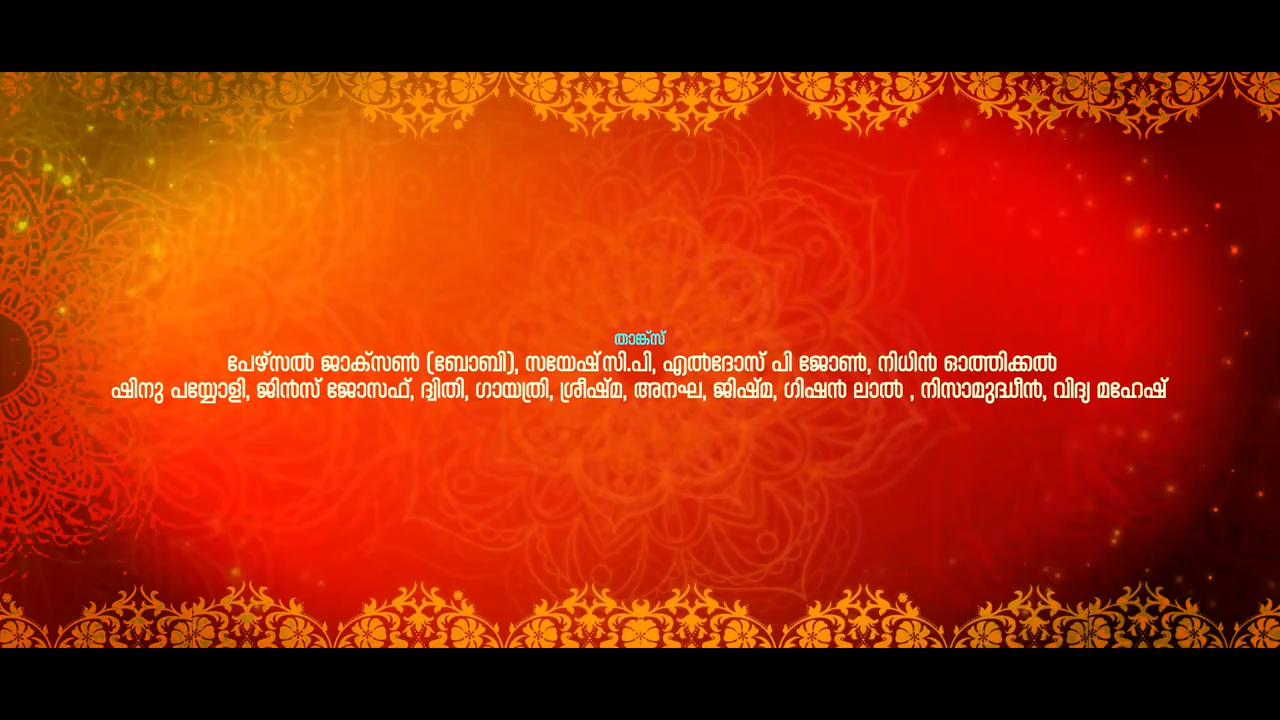 താങ്ക്സ്
പേഴ്സൽ ജാക്സൺ (ബോബി), സയേഷ് സി.പി, എൽദോസ് പി ജോൺ, നിധിൻ ഓത്തിക്കൽ
ഷിനു പയ്യോളി, ജിൻസ് ജോസഫ്, ദ്വിതി, ഗായത്രി, ശ്രീഷ്മ, അനഘ, ജിഷ്മ, ഗിഷൻ ലാൽ , നിസാമുദ്ധീൻ, വിദ്യ മഹേഷ്